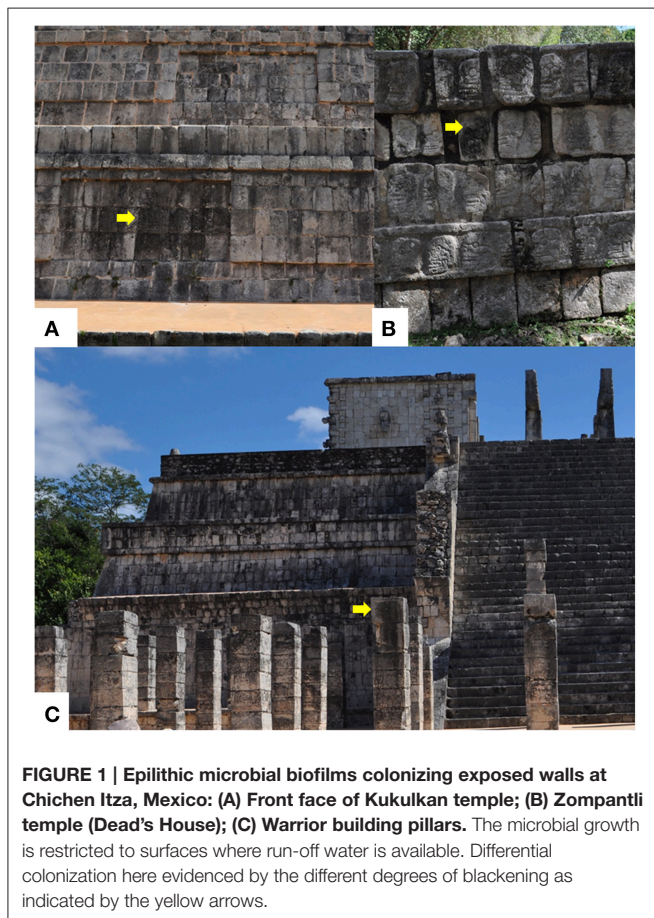 A
B
C
FIGURE 1 | Epilithic microbial biofilms colonizing exposed walls at
Chichen Itza, Mexico: (A) Front face of Kukulkan temple; (B) Zompantli
temple (Dead's House); (C) Warrior building pillars. The microbial growth
is restricted to surfaces where run-off water is available. Differential
colonization here evidenced by the different degrees of blackening as
indicated by the yellow arrows.